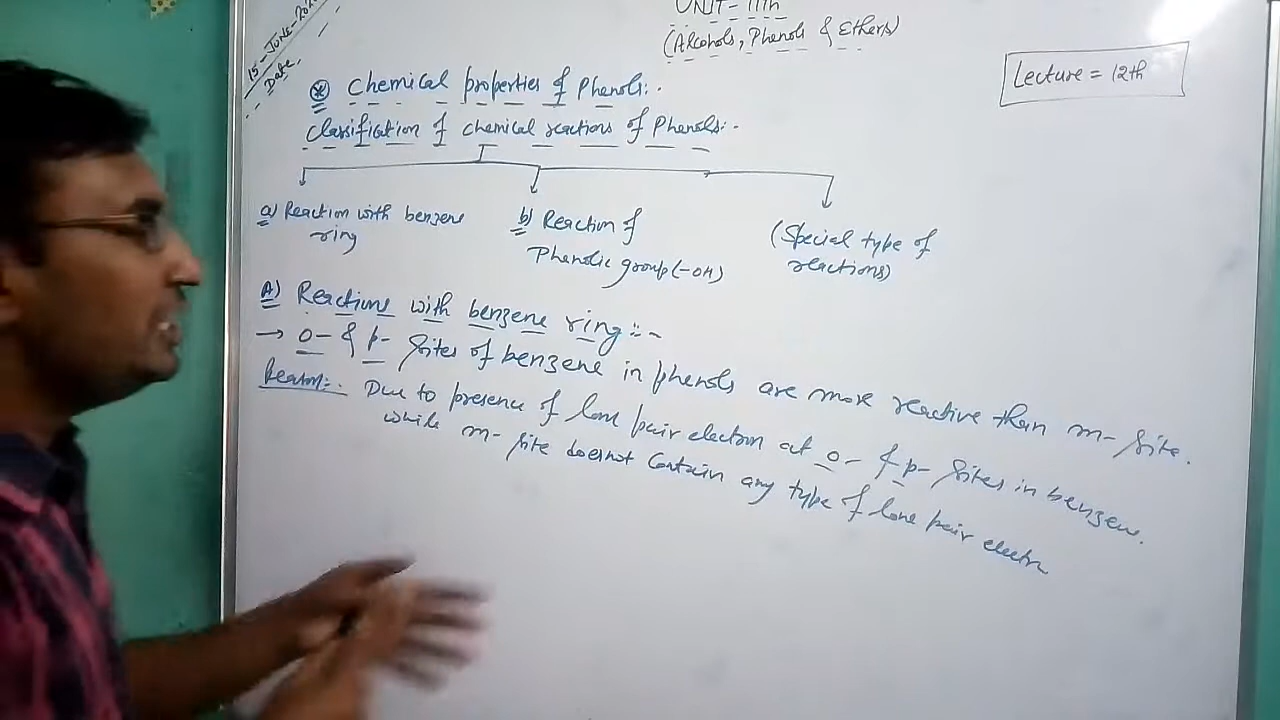 15-JUNE-202
Date.
UNIT-IIIth
(Alcohols, Phenols & Ethers)
Lecture = 12th
* Chemical properties of Phenols:-
Classification of chemical reactions of Phenols:-
a) Reaction with benzene ring
b) Reaction of Phenolic group (-OH)
(Special type of reactions)
A) Reactions with benzene ring::-
→ o- & p- sites of benzene in phenols are more reactive than m- site.
Reason:- Due to presence of lone pair electron at o- & p- sites in benzene.
while m- site doesnot contain any type of lone pair electron